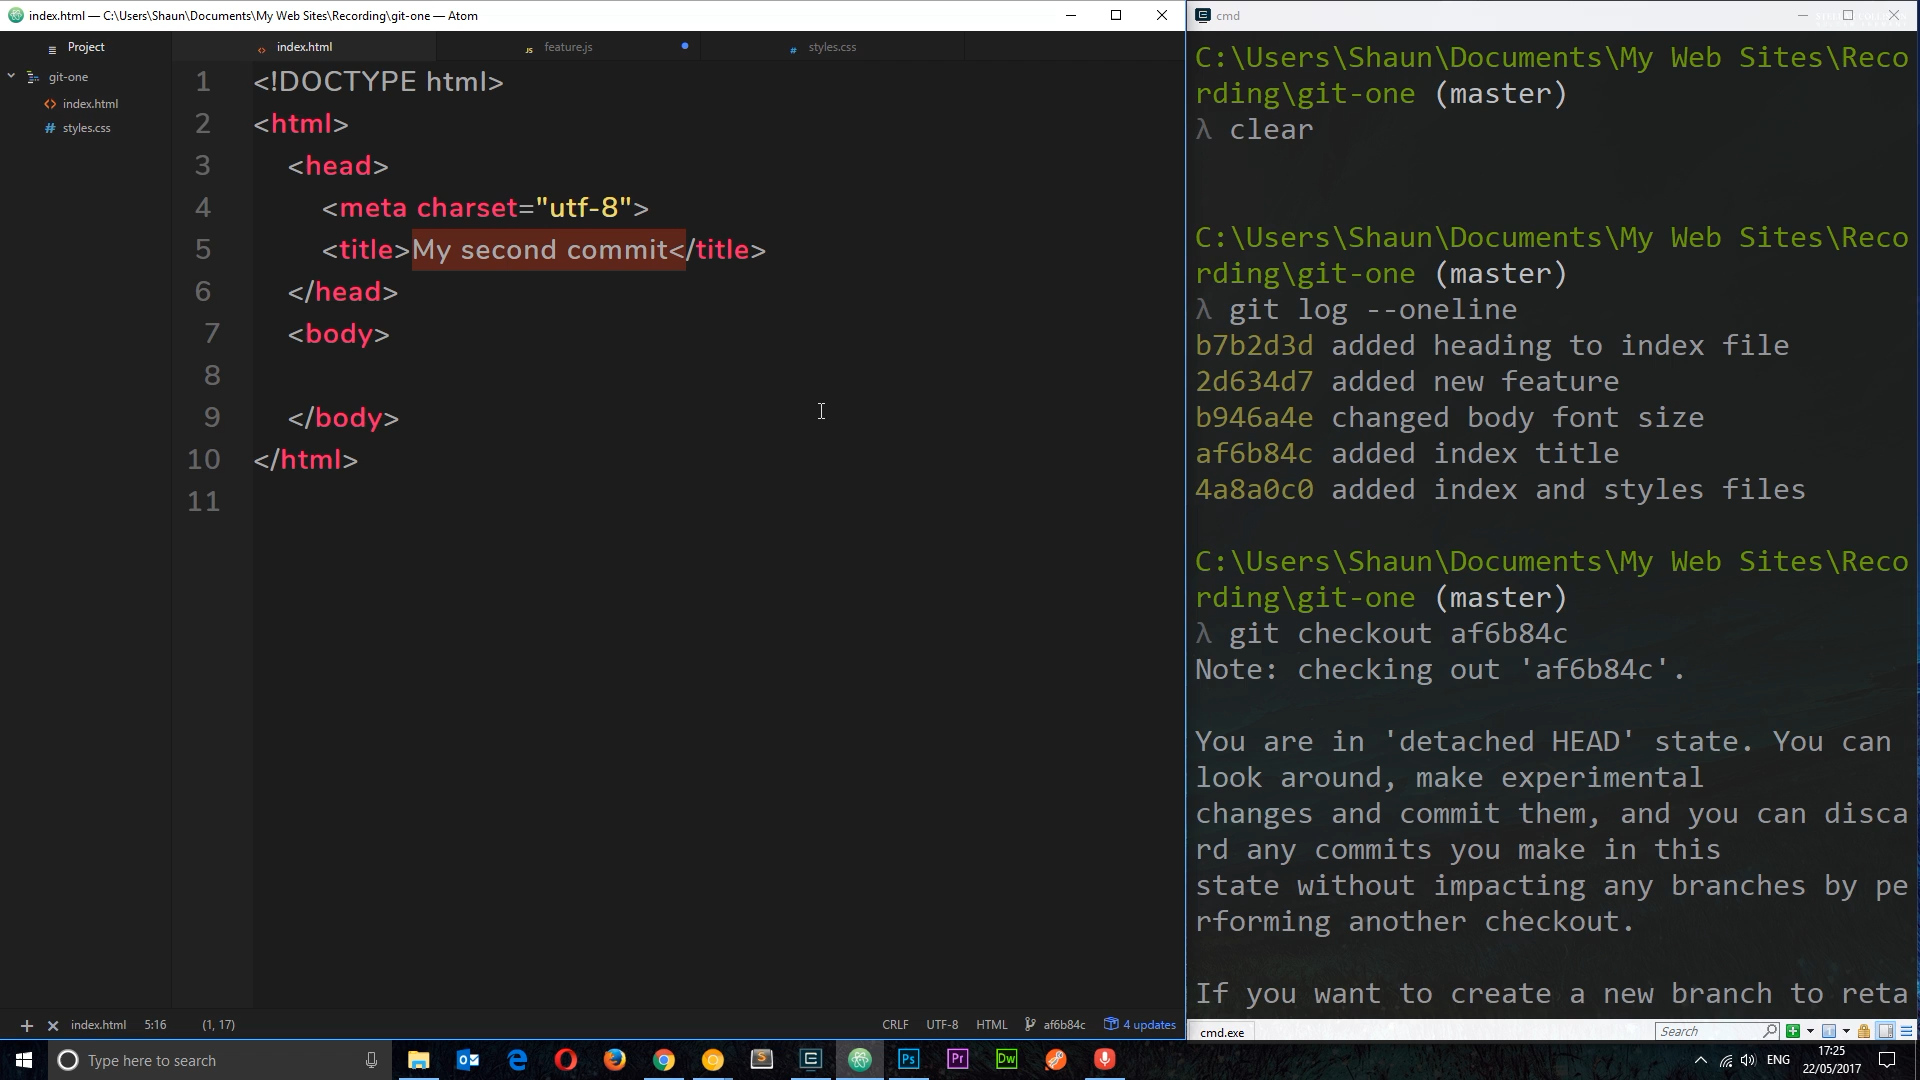 index.html — C:\Users\Shaun\Documents\My Web Sites\Recording\git-one — Atom
Project
git-one
index.html
styles.css
index.html
feature.js
styles.css
1 <!DOCTYPE html>
2 <html>
3 <head>
4 <meta charset="utf-8">
5 <title>My second commit</title>
6 </head>
7 <body>
8
9 </body>
10 </html>
11
index.html 5:16 (1, 17)
CRLF UTF-8 HTML af6b84c 4 updates
cmd
C:\Users\Shaun\Documents\My Web Sites\Reco
rding\git-one (master)
λ clear
C:\Users\Shaun\Documents\My Web Sites\Reco
rding\git-one (master)
λ git log --oneline
b7b2d3d added heading to index file
2d634d7 added new feature
b946a4e changed body font size
af6b84c added index title
4a8a0c0 added index and styles files
C:\Users\Shaun\Documents\My Web Sites\Reco
rding\git-one (master)
λ git checkout af6b84c
Note: checking out 'af6b84c'.
You are in 'detached HEAD' state. You can
look around, make experimental
changes and commit them, and you can disca
rd any commits you make in this
state without impacting any branches by pe
rforming another checkout.
If you want to create a new branch to reta
cmd.exe
Search
Type here to search
Ps
Pr
Dw
ENG
17:25
22/05/2017